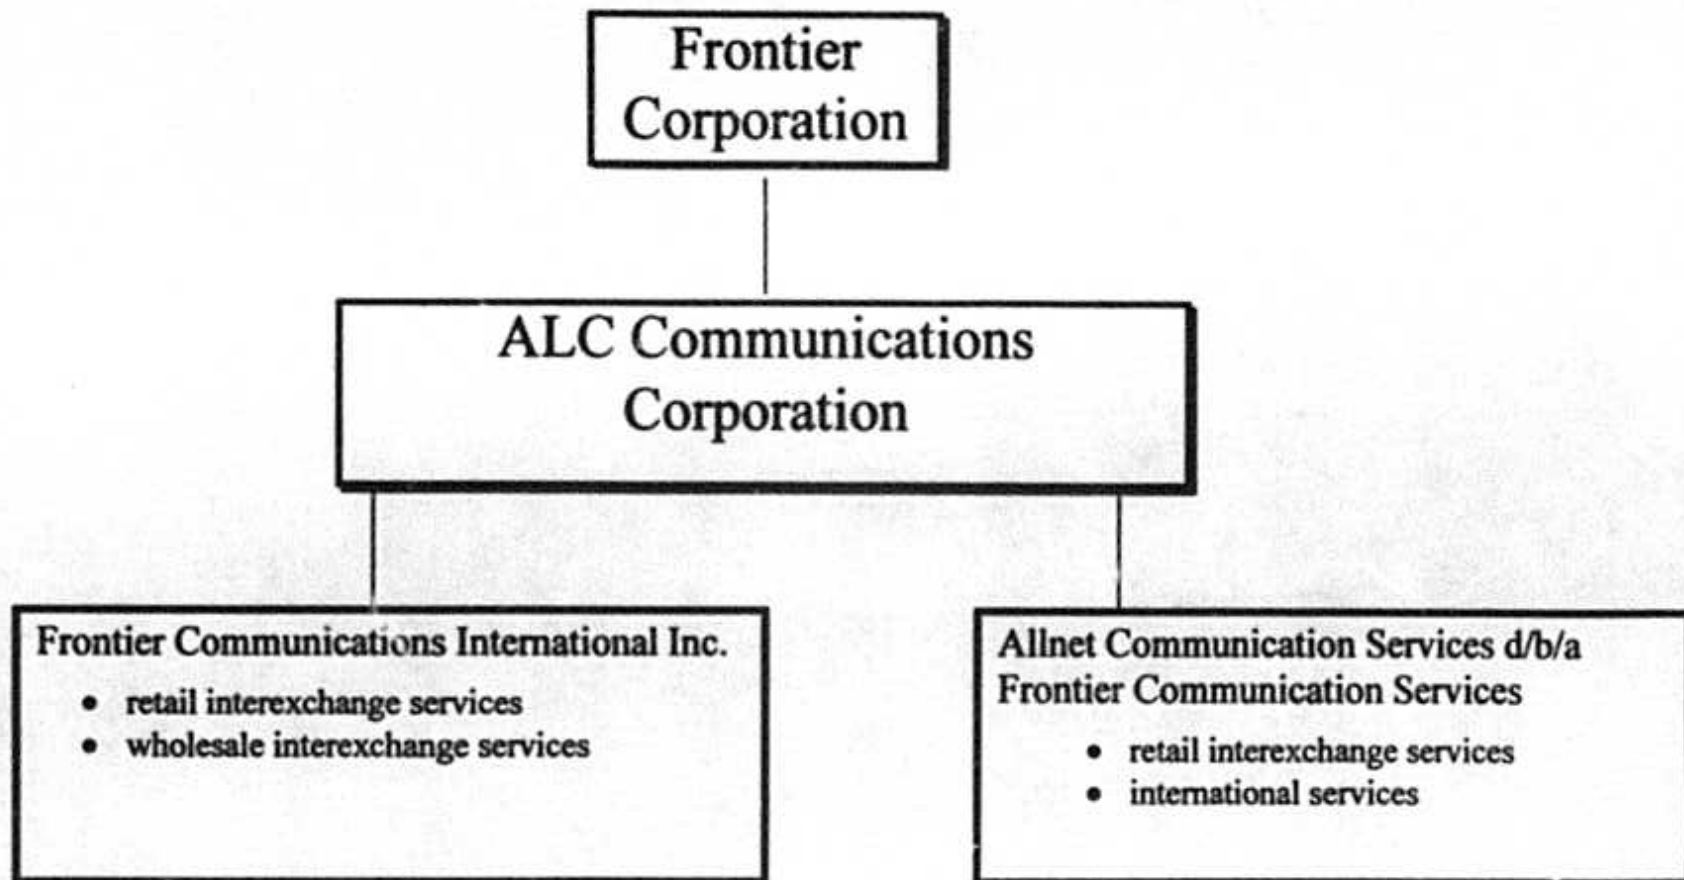 Frontier
Corporation
ALC Communications
Corporation
Frontier Communications International Inc.
• retail interexchange services
• wholesale interexchange services
Allnet Communication Services d/b/a
Frontier Communication Services
• retail interexchange services
• international services